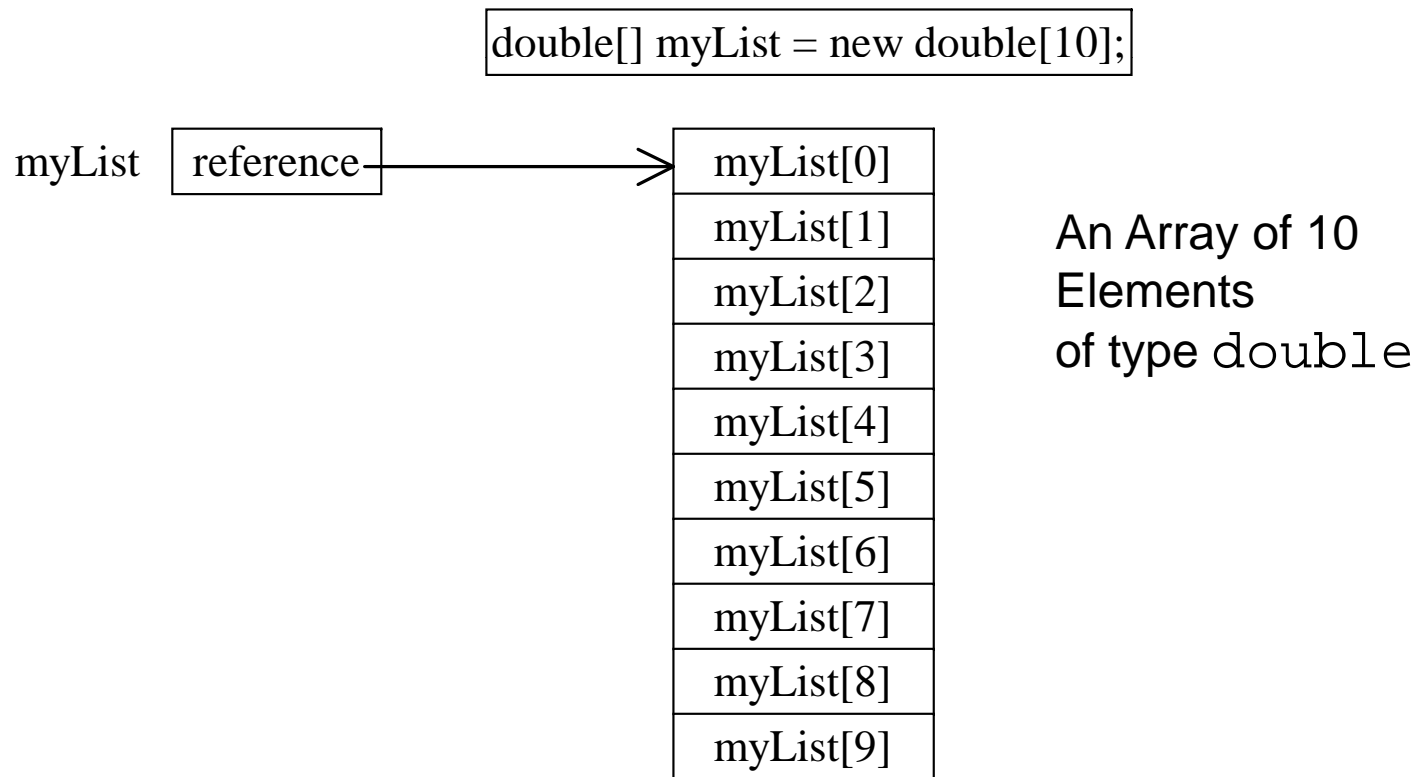 double[] myList = new double[10];
myList
reference
myList[0]
myList[1]
myList[2]
myList[3]
myList[4]
myList[5]
myList[6]
myList[7]
myList[8]
myList[9]
An Array of 10
Elements
of type double